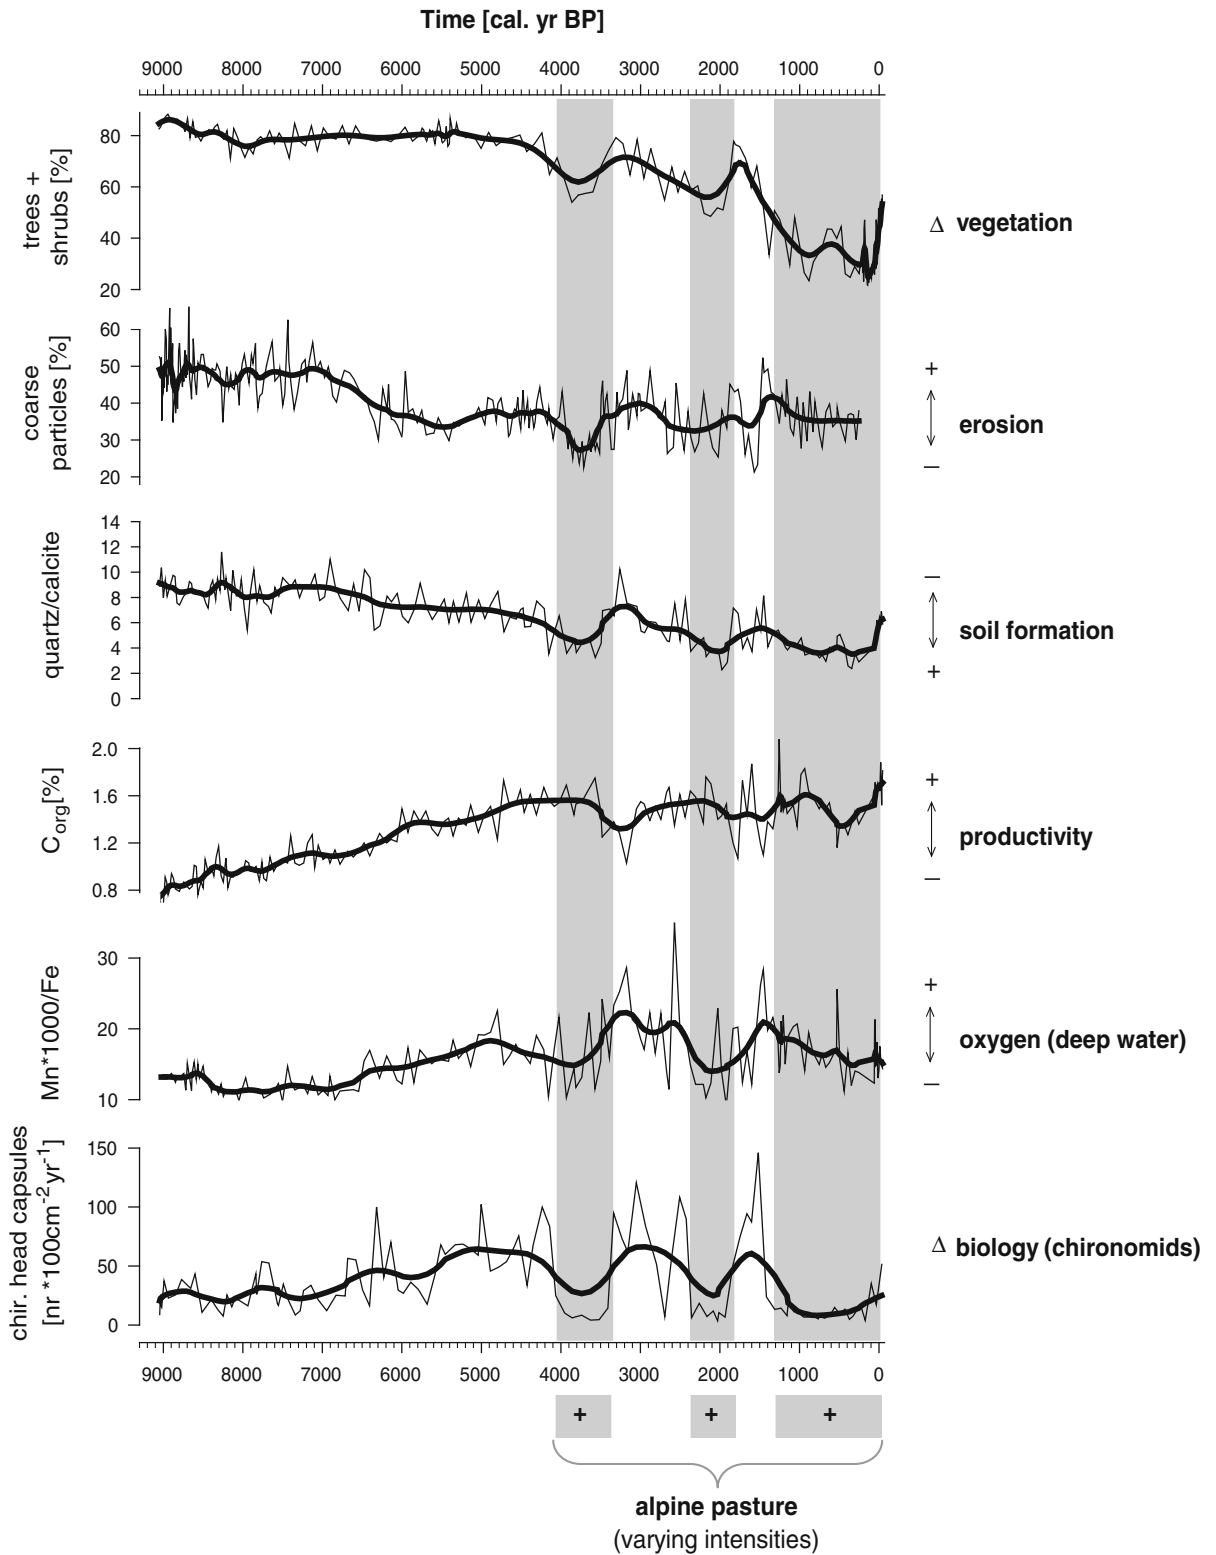 Time [cal. yr BP]
9000 8000 7000 6000 5000 4000 3000 2000 1000 0
trees +
shrubs [%]
80
60
40
20
Δ vegetation
coarse
particles [%]
60
50
40
30
20
+
erosion
–
quartz/calcite
14
12
10
8
6
4
2
0
–
soil formation
+
Corg[%]
2.0
1.6
1.2
0.8
+
productivity
–
Mn*1000/Fe
30
20
10
+
oxygen (deep water)
–
chir. head capsules
[nr *100cm-2yr-1]
150
100
50
0
Δ biology (chironomids)
9000 8000 7000 6000 5000 4000 3000 2000 1000 0
+ + +
alpine pasture
(varying intensities)